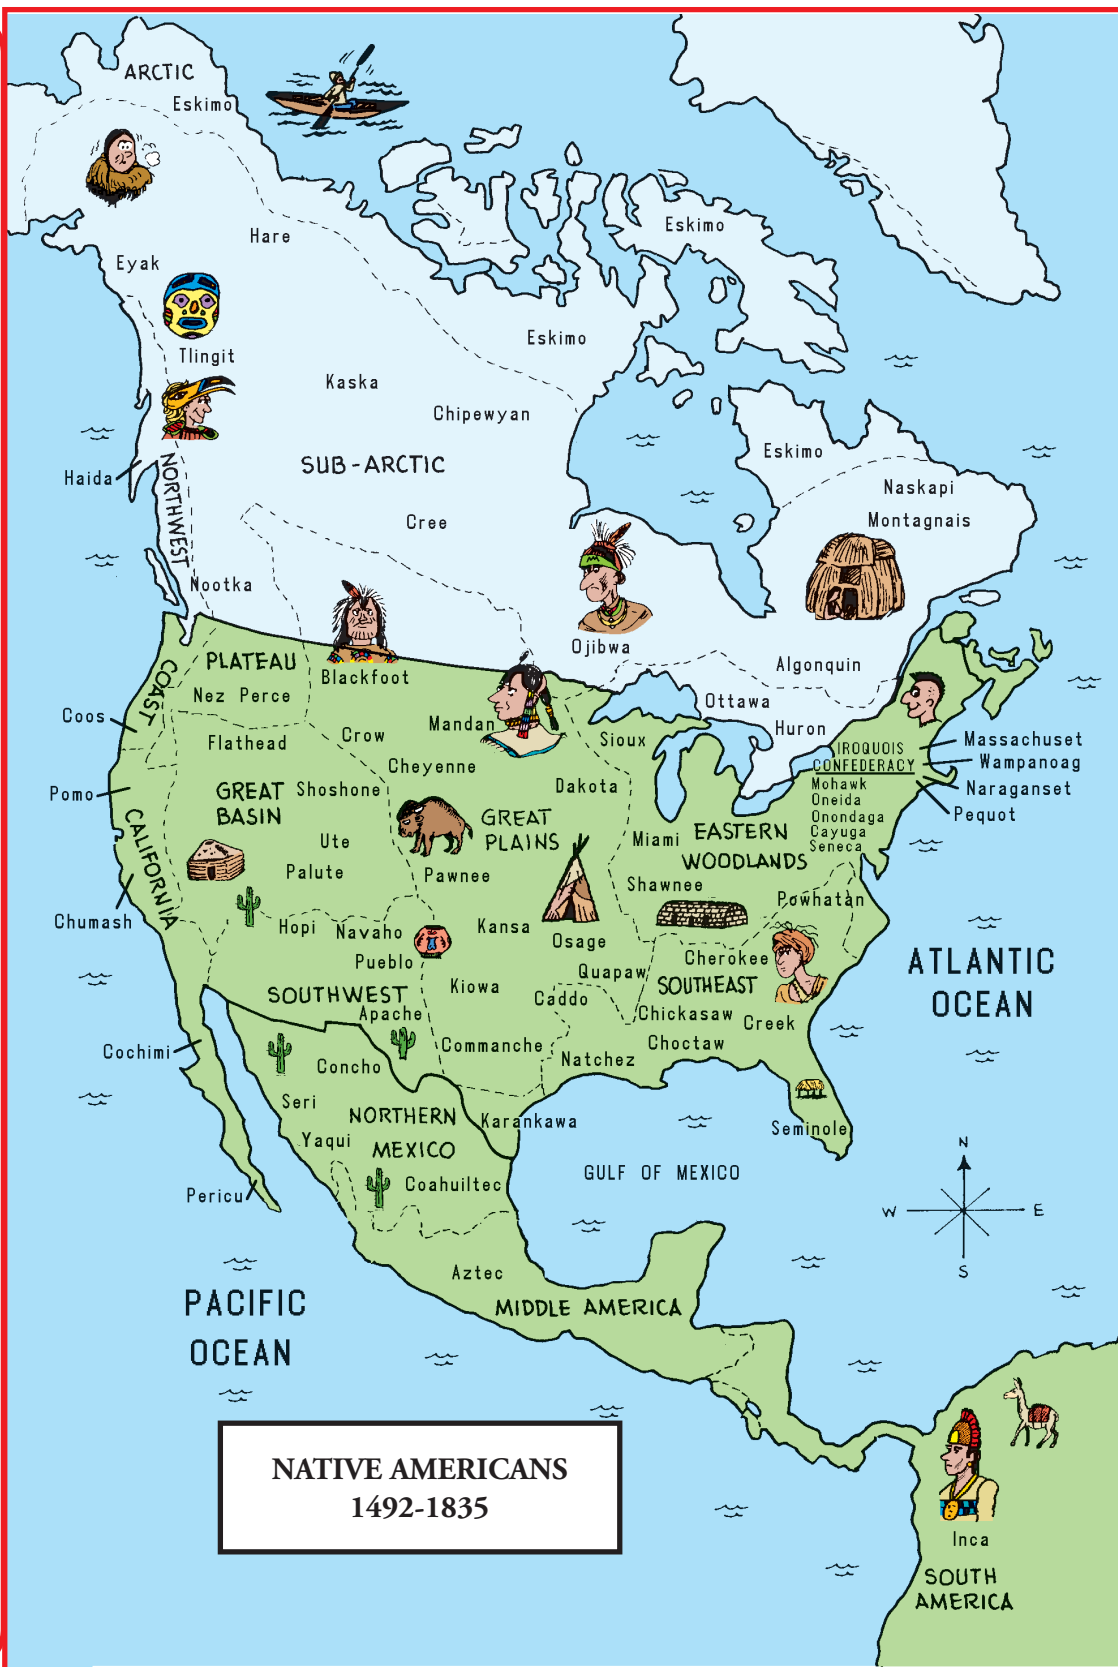 ARCTIC
Eskimo
Hare
Eskimo
Eyak
Tlingit
Eskimo
Kaska
Chipewyan
SUB-ARCTIC
Eskimo
Haida
NORTHWEST
COAST
Naskapi
Montagnais
Cree
Nootka
Ojibwa
Algonquin
PLATEAU
Blackfoot
Nez Perce
Ottawa
Coos
Mandan
Huron
Flathead
Crow
Sioux
IROQUOIS
CONFEDERACY
Mohawk
Oneida
Onondaga
Cayuga
Seneca
Massachuset
Wampanoag
Naraganset
Pequot
Cheyenne
Pomo
GREAT
BASIN
Shoshone
Dakota
CALIFORNIA
GREAT
PLAINS
Ute
Miami
EASTERN
WOODLANDS
Palute
Pawnee
Shawnee
Powhatan
Chumash
Hopi
Navaho
Kansa
Osage
Pueblo
Cherokee
ATLANTIC
OCEAN
Quapaw
SOUTHEAST
SOUTHWEST
Kiowa
Caddo
Apache
Chickasaw
Creek
Cochimi
Commanche
Choctaw
Concho
Natchez
Seri
NORTHERN
MEXICO
Karankawa
Seminole
Yaqui
N
W
E
S
GULF OF MEXICO
Pericu
Coahuiltec
Aztec
MIDDLE AMERICA
PACIFIC
OCEAN
NATIVE AMERICANS
1492-1835
Inca
SOUTH
AMERICA